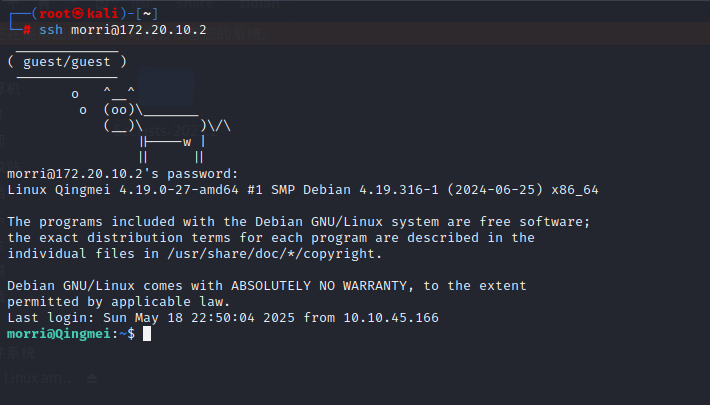 ┌──(root㉿kali)-[~]
└─# ssh morri@172.20.10.2
 _____________
( guest/guest )
 -------------
        o   ^__^
         o  (oo)\_______
            (__)\       )\/\
                ||----w |
                ||     ||
morri@172.20.10.2's password:
Linux Qingmei 4.19.0-27-amd64 #1 SMP Debian 4.19.316-1 (2024-06-25) x86_64

The programs included with the Debian GNU/Linux system are free software;
the exact distribution terms for each program are described in the
individual files in /usr/share/doc/*/copyright.

Debian GNU/Linux comes with ABSOLUTELY NO WARRANTY, to the extent
permitted by applicable law.
Last login: Sun May 18 22:50:04 2025 from 10.10.45.166
morri@Qingmei:~$